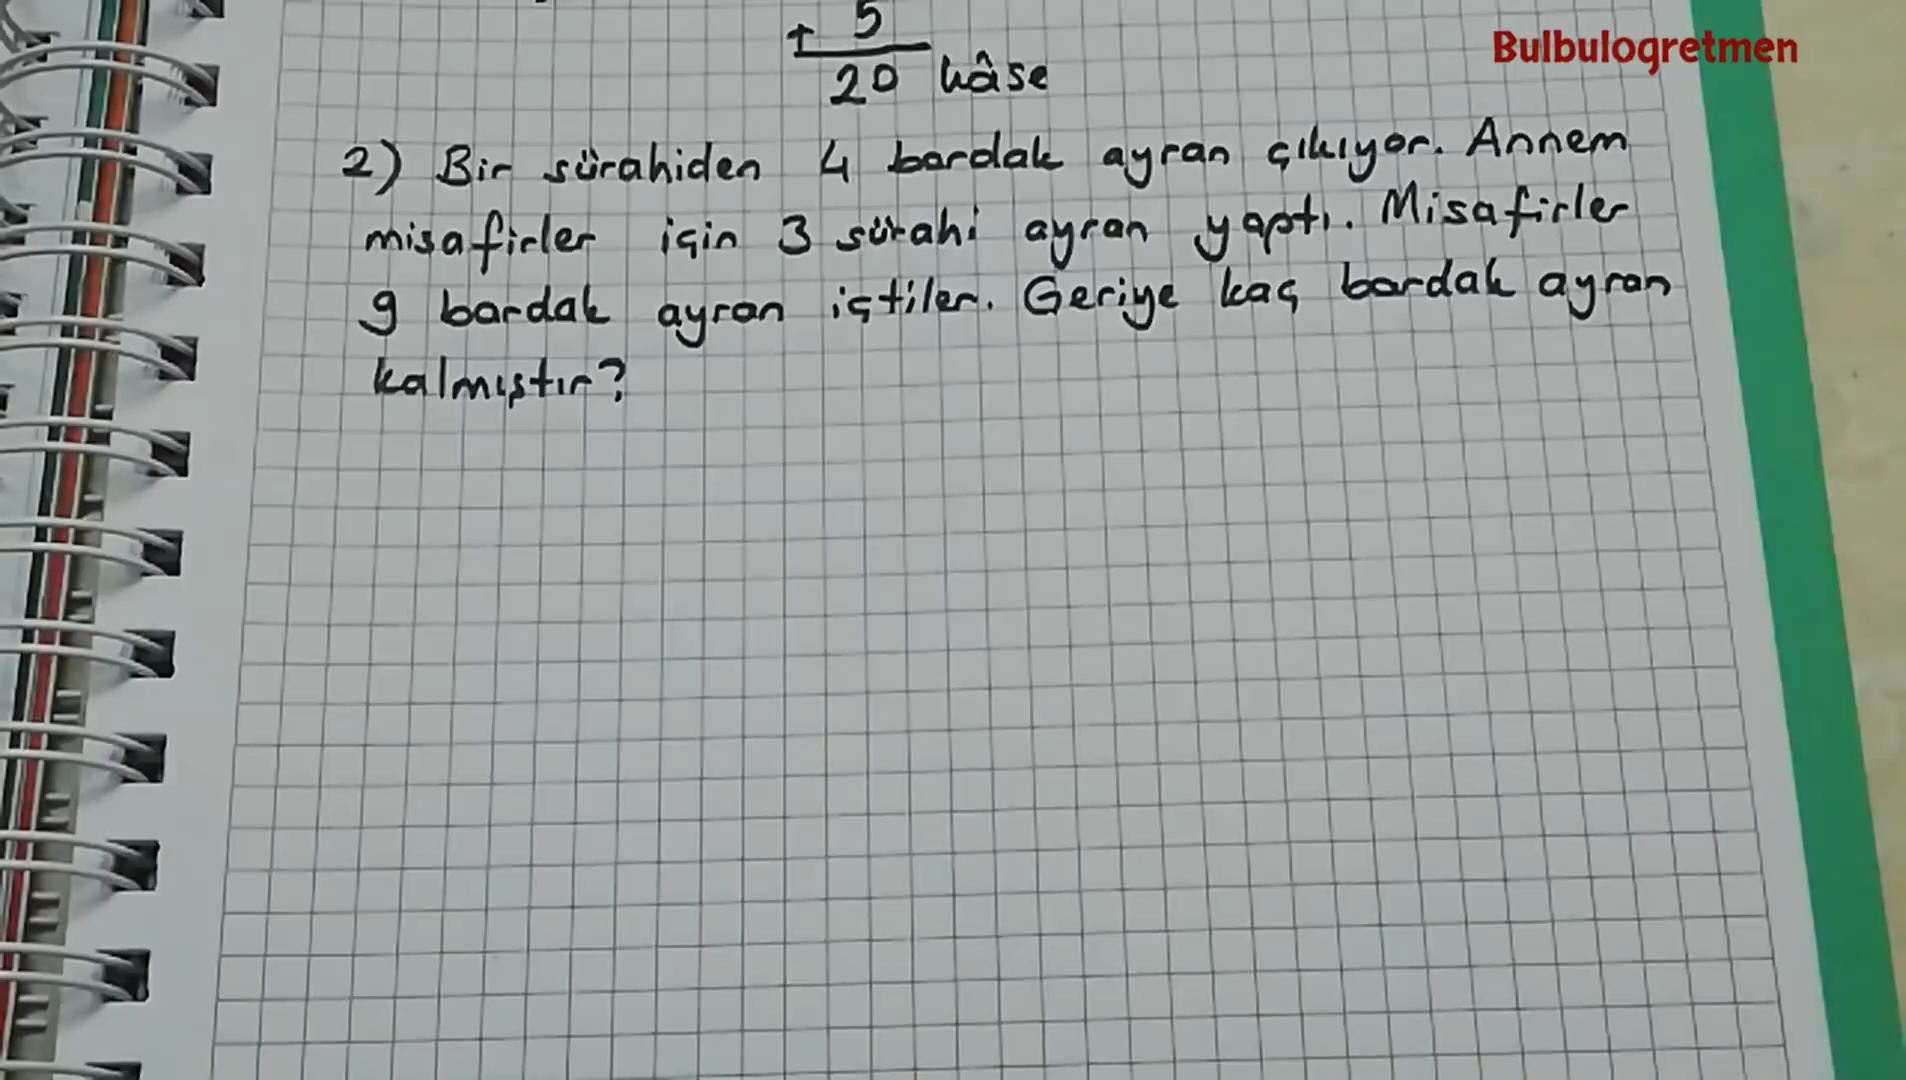 + 5
20 kâse
Bulbulogretmen
2) Bir sürahiden 4 bardak ayran çıkıyor. Annem
misafirler için 3 sürahi ayran yaptı. Misafirler
9 bardak ayran içtiler. Geriye kaç bardak ayran
kalmıştır?